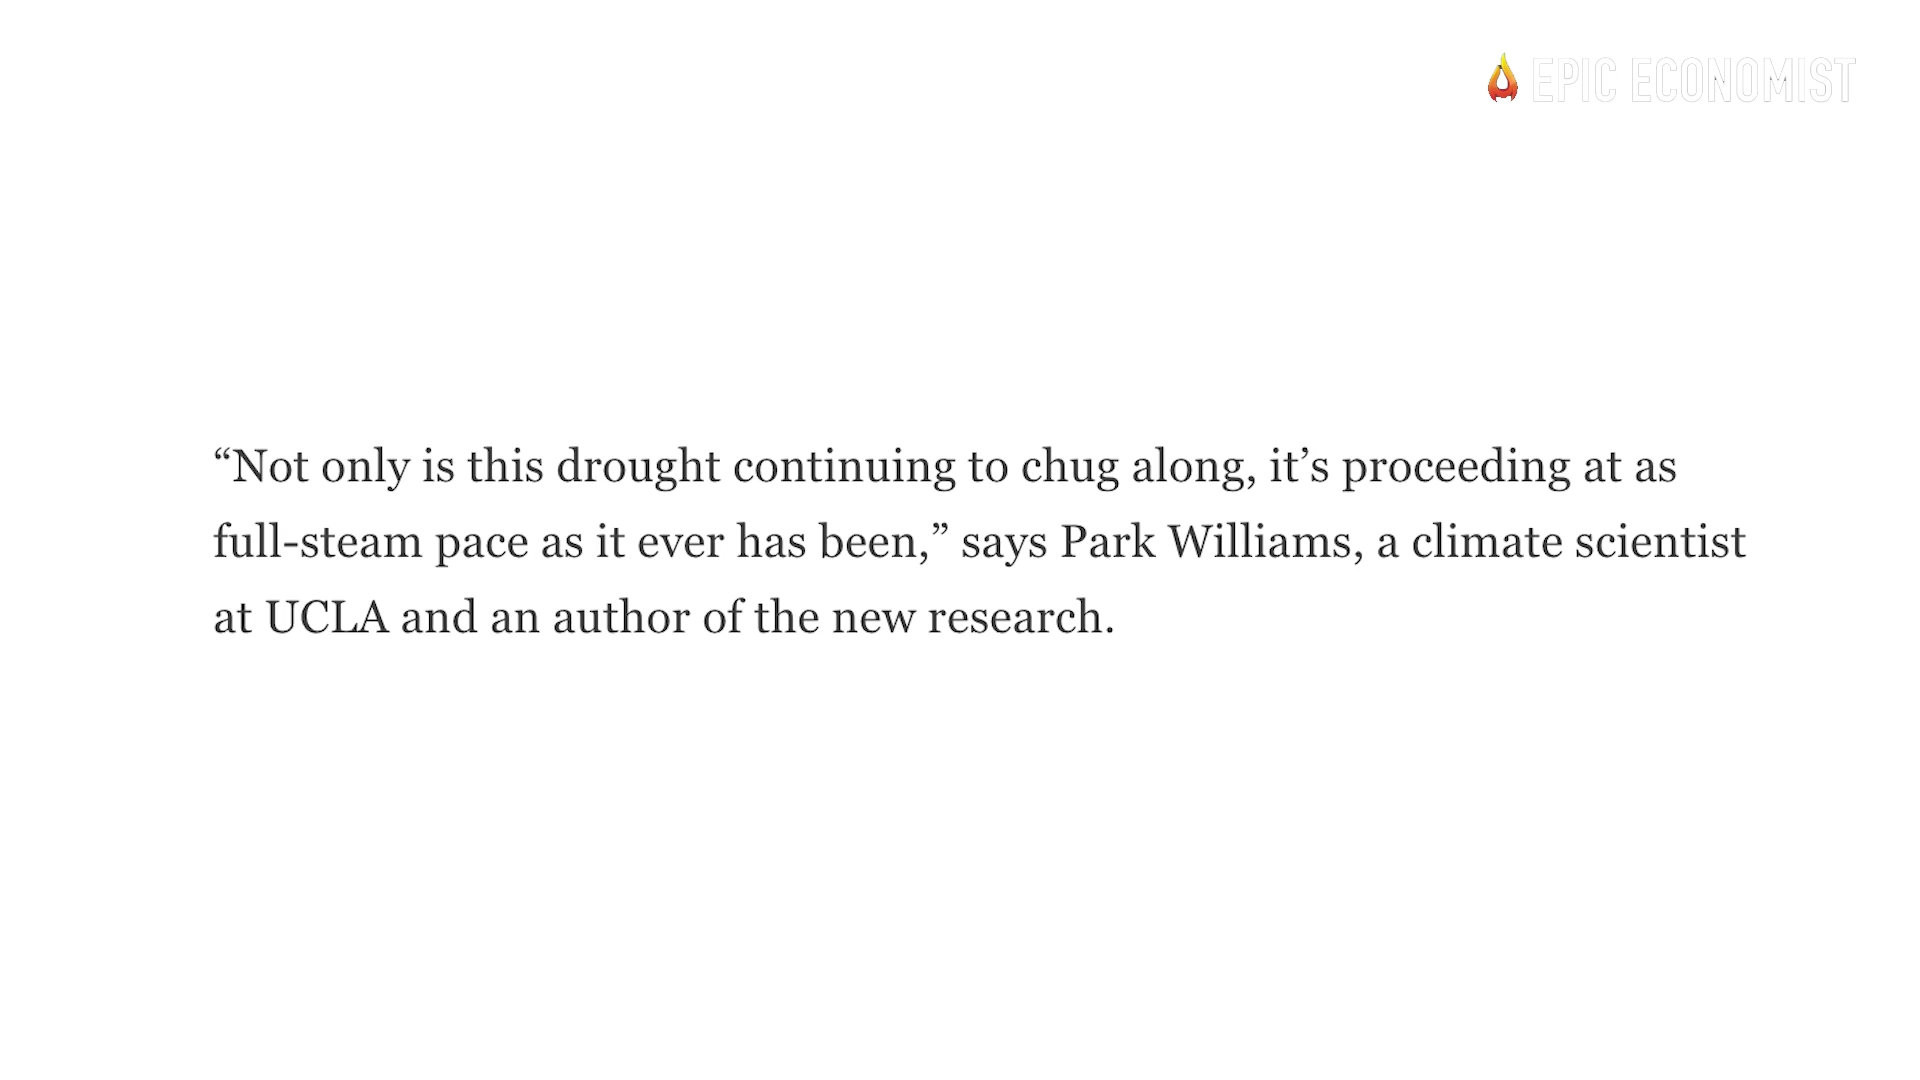 EPIC ECONOMIST
“Not only is this drought continuing to chug along, it’s proceeding at as
full-steam pace as it ever has been,” says Park Williams, a climate scientist
at UCLA and an author of the new research.